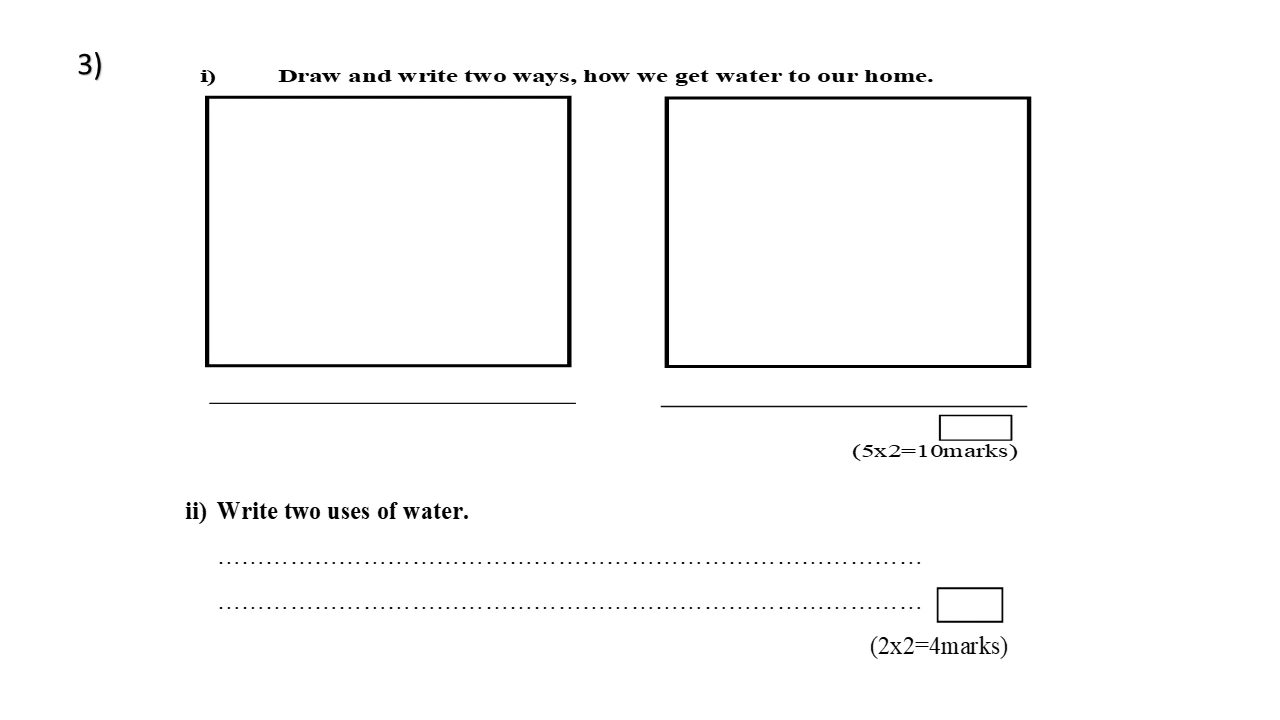 3)
i) Draw and write two ways, how we get water to our home.
(5x2=10marks)
ii) Write two uses of water.
……………………………………………………………………………
……………………………………………………………………………
(2x2=4marks)